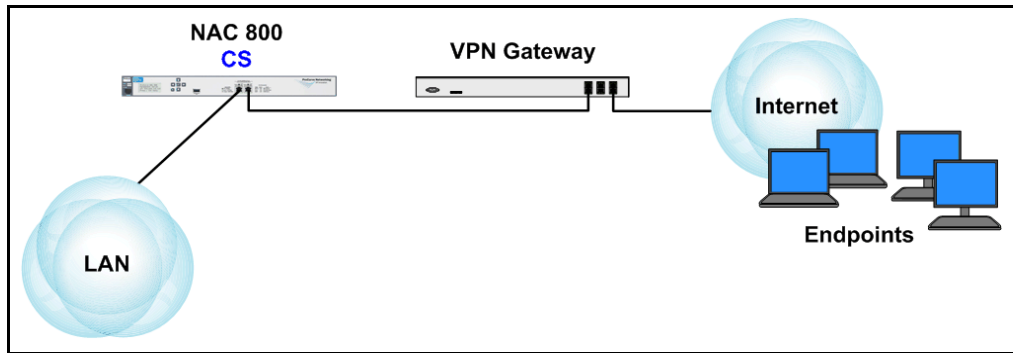 NAC 800
CS
VPN Gateway
Internet
Endpoints
LAN